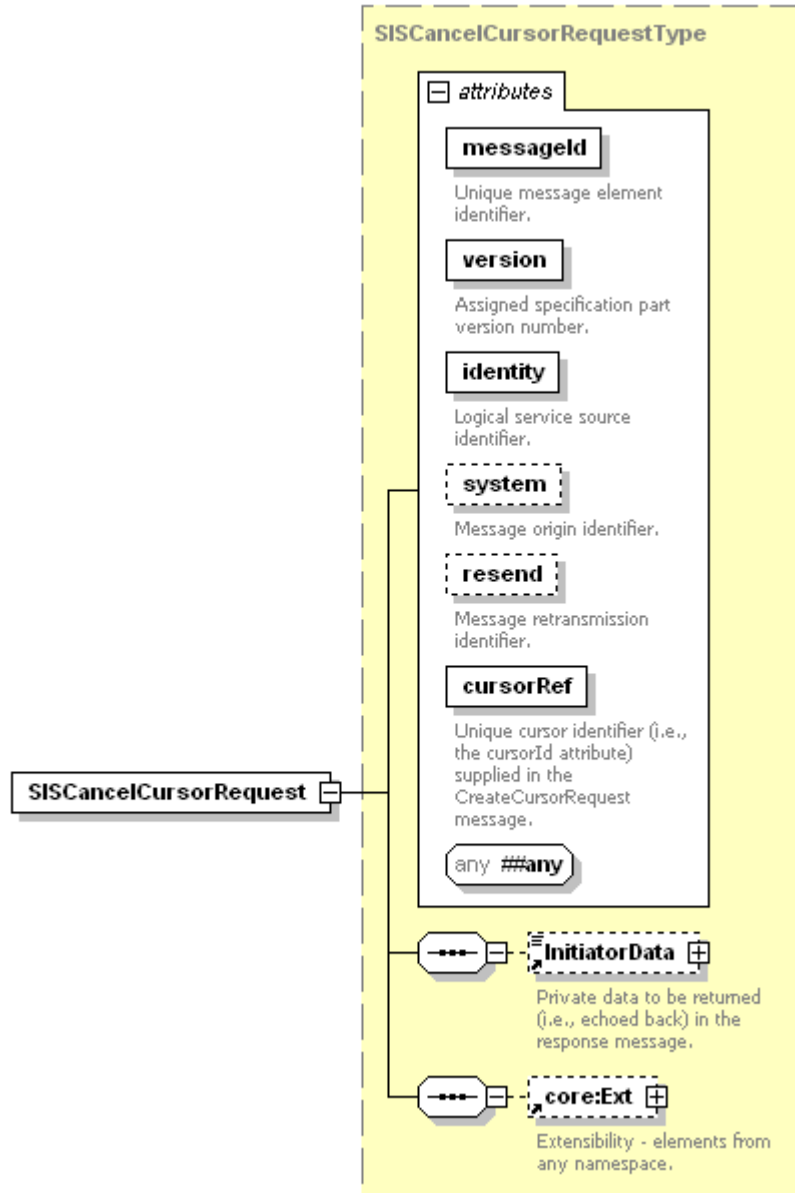 SISCancelCursorRequestType
attributes
messageId
Unique message element
identifier.
version
Assigned specification part
version number.
identity
Logical service source
identifier.
system
Message origin identifier.
resend
Message retransmission
identifier.
cursorRef
Unique cursor identifier (i.e.,
the cursorId attribute)
supplied in the
CreateCursorRequest
message.
SISCancelCursorRequest
any ##any
InitiatorData
Private data to be returned
(i.e., echoed back) in the
response message.
core:Ext
Extensibility - elements from
any namespace.